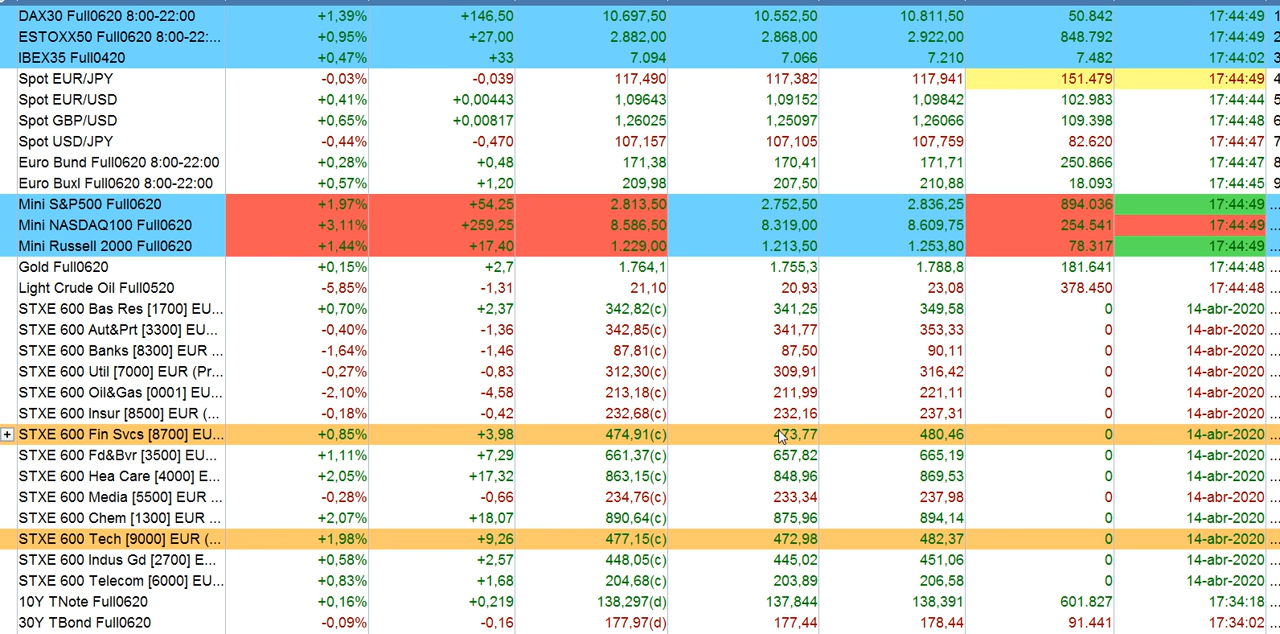 DAX30 Full0620 8:00-22:00 +1,39% +146,50 10.697,50 10.552,50 10.811,50 50.842 17:44:49 1
ESTOXX50 Full0620 8:00-22:... +0,95% +27,00 2.882,00 2.868,00 2.922,00 848.792 17:44:49 2
IBEX35 Full0420 +0,47% +33 7.094 7.066 7.210 7.482 17:44:02 3
Spot EUR/JPY -0,03% -0,039 117,490 117,382 117,941 151.479 17:44:49 4
Spot EUR/USD +0,41% +0,00443 1,09643 1,09152 1,09842 102.983 17:44:44 5
Spot GBP/USD +0,65% +0,00817 1,26025 1,25097 1,26066 109.398 17:44:48 6
Spot USD/JPY -0,44% -0,470 107,157 107,105 107,759 82.620 17:44:47 7
Euro Bund Full0620 8:00-22:00 +0,28% +0,48 171,38 170,41 171,71 250.866 17:44:47 8
Euro Buxl Full0620 8:00-22:00 +0,57% +1,20 209,98 207,50 210,88 18.093 17:44:45 9
Mini S&P500 Full0620 +1,97% +54,25 2.813,50 2.752,50 2.836,25 894.036 17:44:49 ...
Mini NASDAQ100 Full0620 +3,11% +259,25 8.586,50 8.319,00 8.609,75 254.541 17:44:49 ...
Mini Russell 2000 Full0620 +1,44% +17,40 1.229,00 1.213,50 1.253,80 78.317 17:44:49 ...
Gold Full0620 +0,15% +2,7 1.764,1 1.755,3 1.788,8 181.641 17:44:48 ...
Light Crude Oil Full0520 -5,85% -1,31 21,10 20,93 23,08 378.450 17:44:48 ...
STXE 600 Bas Res [1700] EU... +0,70% +2,37 342,82(c) 341,25 349,58 0 14-abr-2020 ...
STXE 600 Aut&Prt [3300] EU... -0,40% -1,36 342,85(c) 341,77 353,33 0 14-abr-2020 ...
STXE 600 Banks [8300] EUR ... -1,64% -1,46 87,81(c) 87,50 90,11 0 14-abr-2020 ...
STXE 600 Util [7000] EUR (Pr... -0,27% -0,83 312,30(c) 309,91 316,42 0 14-abr-2020 ...
STXE 600 Oil&Gas [0001] EU... -2,10% -4,58 213,18(c) 211,99 221,11 0 14-abr-2020 ...
STXE 600 Insur [8500] EUR (... -0,18% -0,42 232,68(c) 232,16 237,31 0 14-abr-2020 ...
STXE 600 Fin Svcs [8700] EU... +0,85% +3,98 474,91(c) 473,77 480,46 0 14-abr-2020 ...
STXE 600 Fd&Bvr [3500] EU... +1,11% +7,29 661,37(c) 657,82 665,19 0 14-abr-2020 ...
STXE 600 Hea Care [4000] E... +2,05% +17,32 863,15(c) 848,96 869,53 0 14-abr-2020 ...
STXE 600 Media [5500] EUR ... -0,28% -0,66 234,76(c) 233,34 237,98 0 14-abr-2020 ...
STXE 600 Chem [1300] EUR ... +2,07% +18,07 890,64(c) 875,96 894,14 0 14-abr-2020 ...
STXE 600 Tech [9000] EUR (... +1,98% +9,26 477,15(c) 472,98 482,37 0 14-abr-2020 ...
STXE 600 Indus Gd [2700] E... +0,58% +2,57 448,05(c) 445,02 451,06 0 14-abr-2020 ...
STXE 600 Telecom [6000] EU... +0,83% +1,68 204,68(c) 203,89 206,58 0 14-abr-2020 ...
10Y TNote Full0620 +0,16% +0,219 138,297(d) 137,844 138,391 601.827 17:34:18 ...
30Y TBond Full0620 -0,09% -0,16 177,97(d) 177,44 178,44 91.441 17:34:02 ...